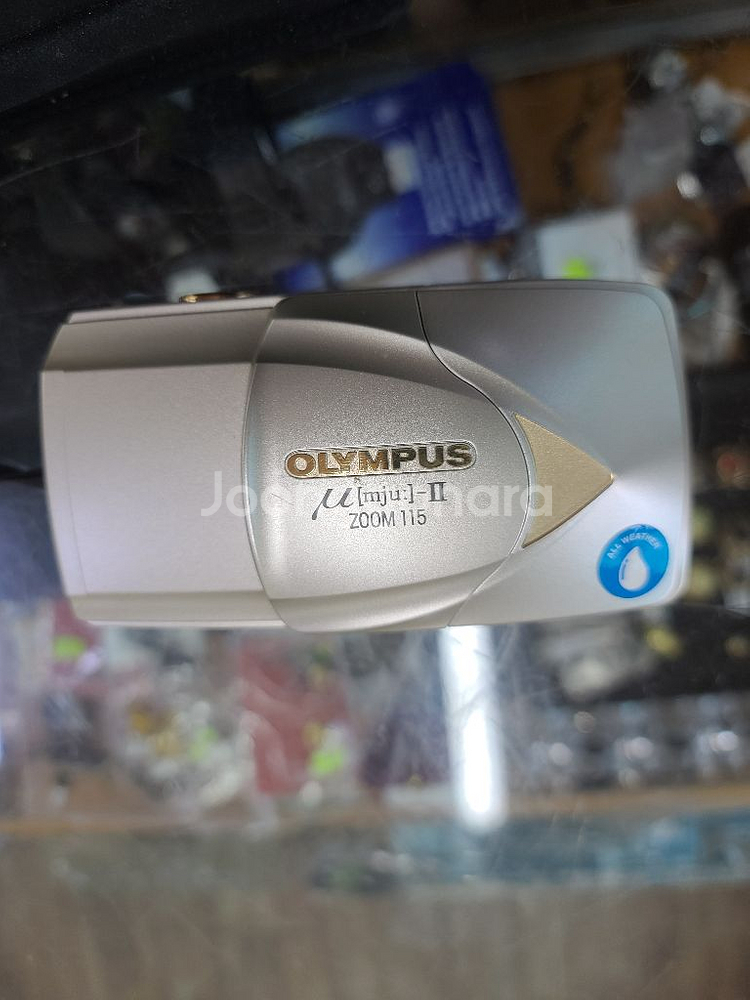 OLYMPUS
μ[mju:]-II
ZOOM 115
ALL WEATHER